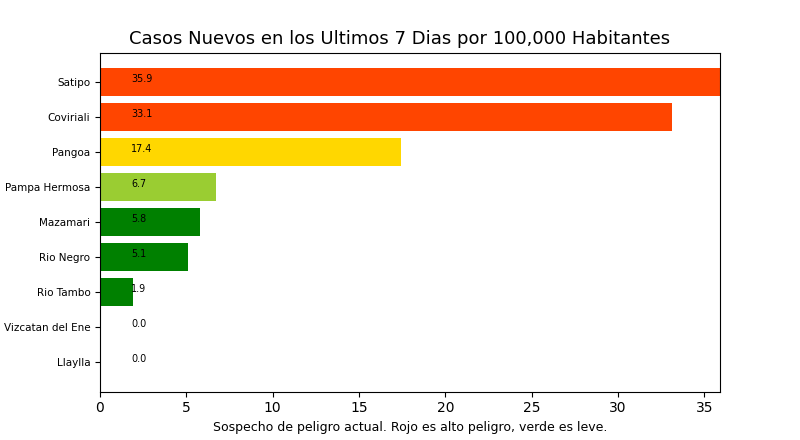 Casos Nuevos en los Ultimos 7 Dias por 100,000 Habitantes
Satipo 35.9
Coviriali 33.1
Pangoa 17.4
Pampa Hermosa 6.7
Mazamari 5.8
Rio Negro 5.1
Rio Tambo 1.9
Vizcatan del Ene 0.0
Llaylla 0.0
0 5 10 15 20 25 30 35
Sospecho de peligro actual. Rojo es alto peligro, verde es leve.